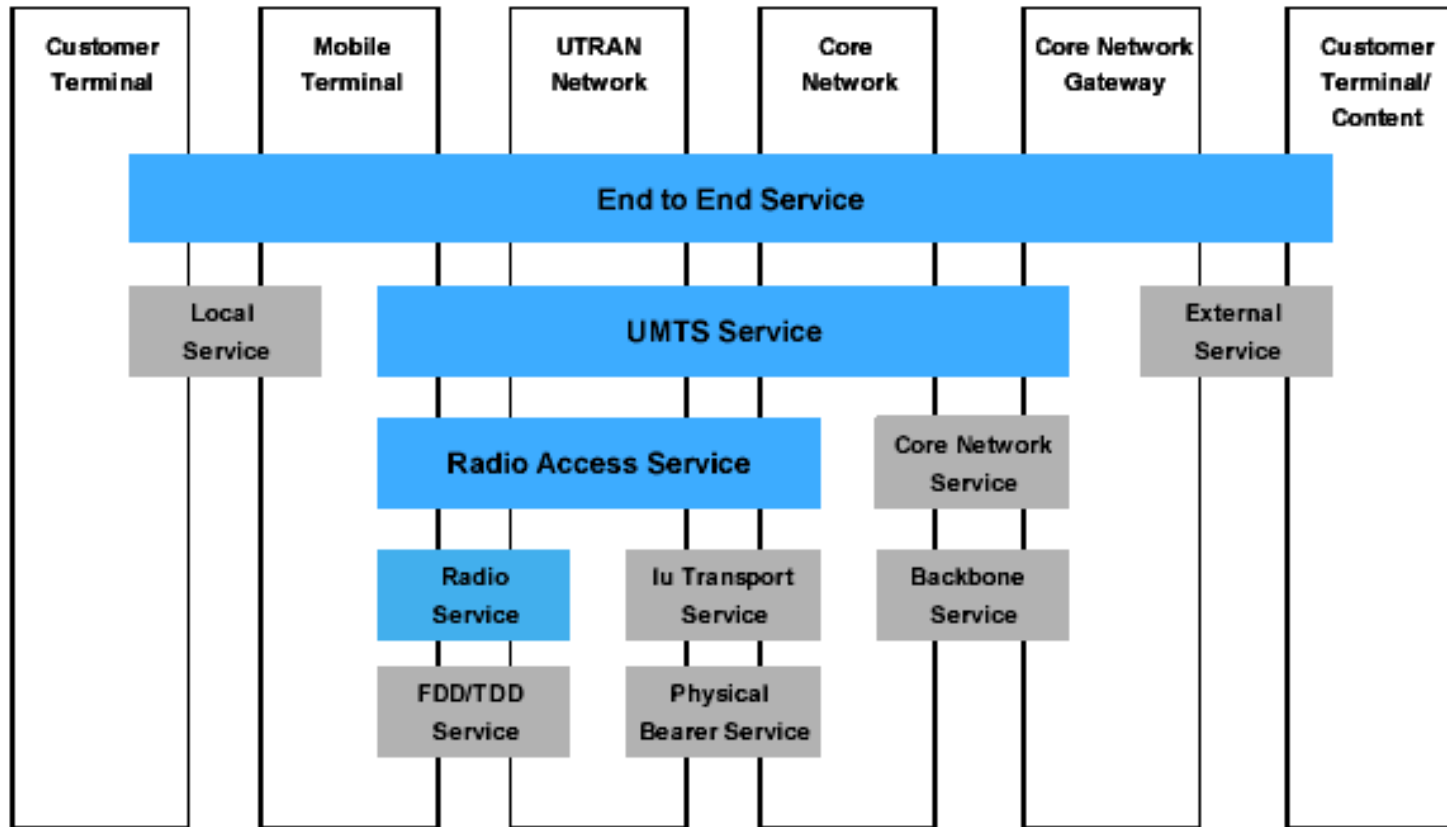 Customer
Terminal
Mobile
Terminal
UTRAN
Network
Core
Network
Core Network
Gateway
Customer
Terminal/
Content
End to End Service
Local
Service
UMTS Service
External
Service
Radio Access Service
Core Network
Service
Radio
Service
Iu Transport
Service
Backbone
Service
FDD/TDD
Service
Physical
Bearer Service